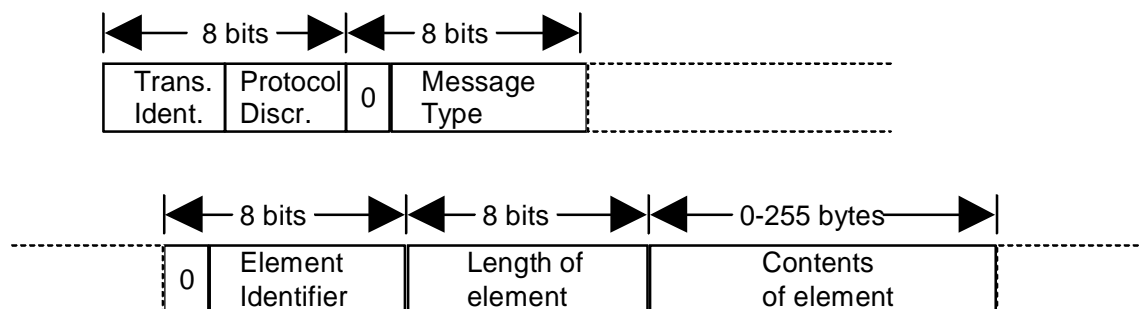 8 bits 8 bits
Trans. Protocol 0 Message
Ident. Discr. Type
8 bits 8 bits 0-255 bytes
0 Element Length of Contents
Identifier element of element